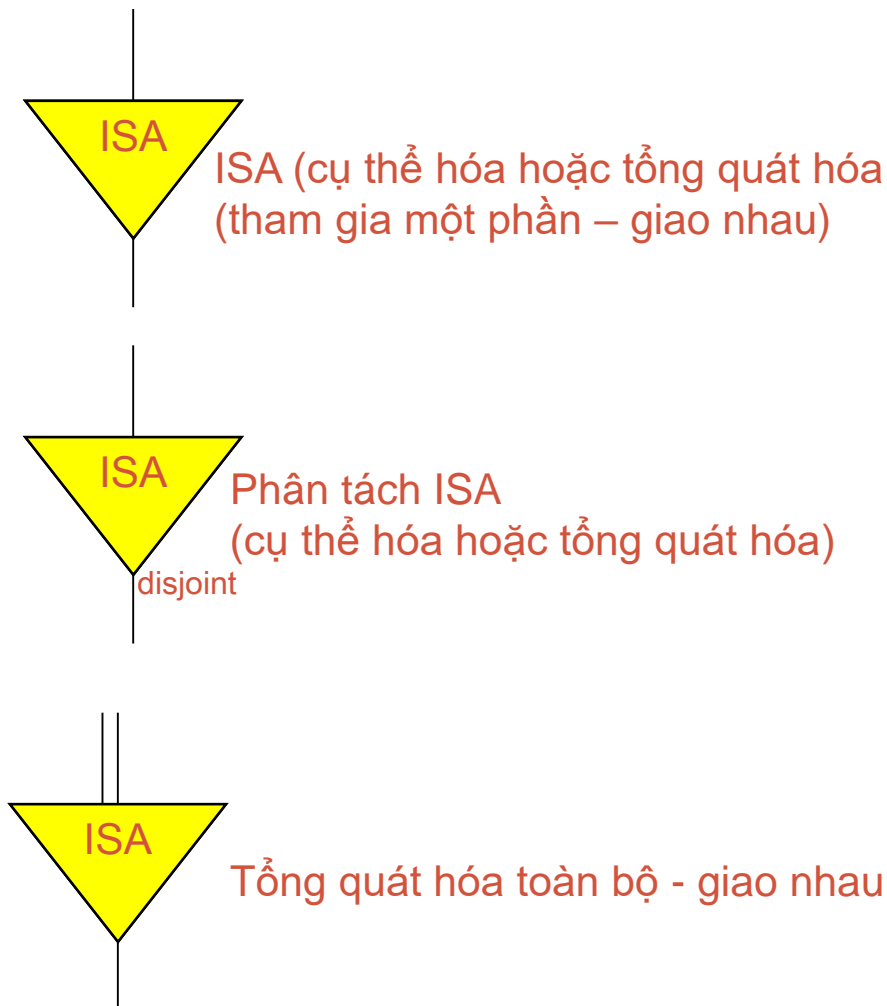 ISA
ISA (cụ thể hóa hoặc tổng quát hóa
(tham gia một phần – giao nhau)
ISA
Phân tách ISA
(cụ thể hóa hoặc tổng quát hóa)
disjoint
ISA
Tổng quát hóa toàn bộ - giao nhau